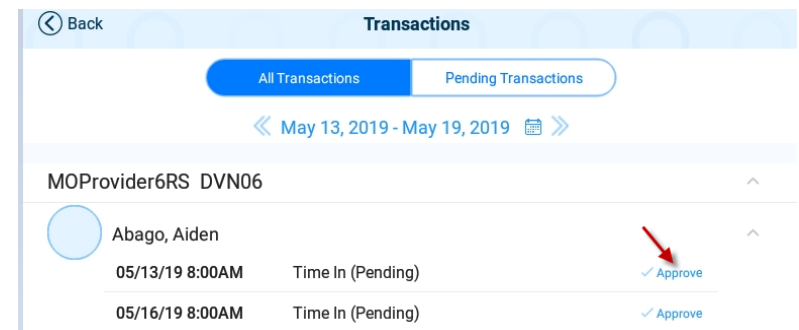 Back Transactions
All Transactions Pending Transactions
May 13, 2019 - May 19, 2019
MOProvider6RS DVN06
Abago, Aiden
05/13/19 8:00AM Time In (Pending) Approve
05/16/19 8:00AM Time In (Pending) Approve